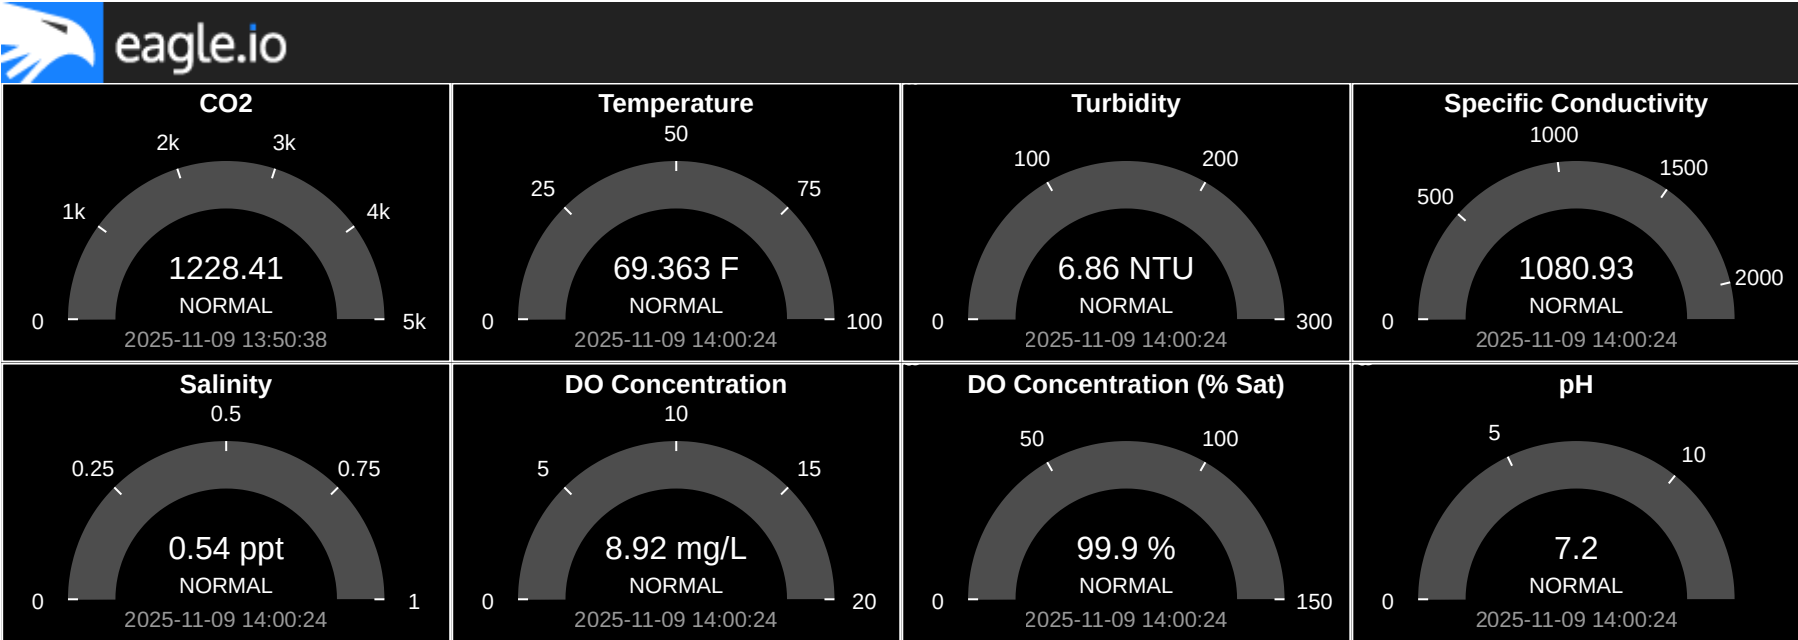 eagle.io
CO2
2k
3k
1k
4k
1228.41
NORMAL
0
5k
2025-11-09 13:50:38
Temperature
50
25
75
69.363 F
NORMAL
0
100
2025-11-09 14:00:24
Turbidity
100
200
6.86 NTU
NORMAL
0
300
2025-11-09 14:00:24
Specific Conductivity
1000
1500
500
2000
1080.93
NORMAL
0
2025-11-09 14:00:24
Salinity
0.5
0.25
0.75
0.54 ppt
NORMAL
0
1
2025-11-09 14:00:24
DO Concentration
10
5
15
8.92 mg/L
NORMAL
0
20
2025-11-09 14:00:24
DO Concentration (% Sat)
50
100
99.9 %
NORMAL
0
150
2025-11-09 14:00:24
pH
5
10
7.2
NORMAL
0
2025-11-09 14:00:24